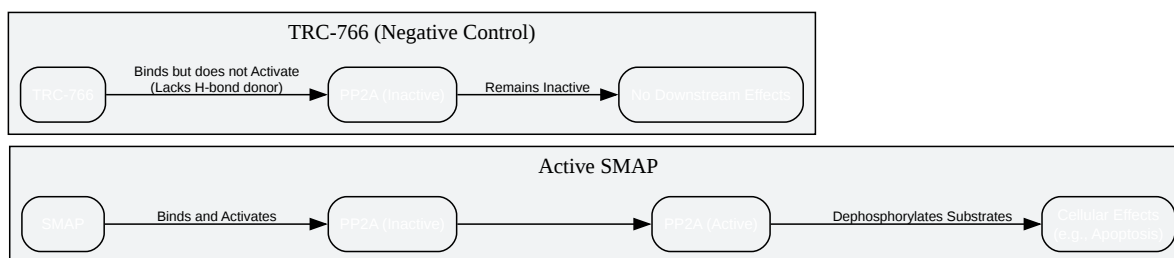 TRC-766 (Negative Control)
TRC-766
Binds but does not Activate
(Lacks H-bond donor)
PP2A (Inactive)
Remains Inactive
No Downstream Effects
Active SMAP
SMAP
Binds and Activates
PP2A (Inactive)
PP2A (Active)
Dephosphorylates Substrates
Cellular Effects
(e.g., Apoptosis)